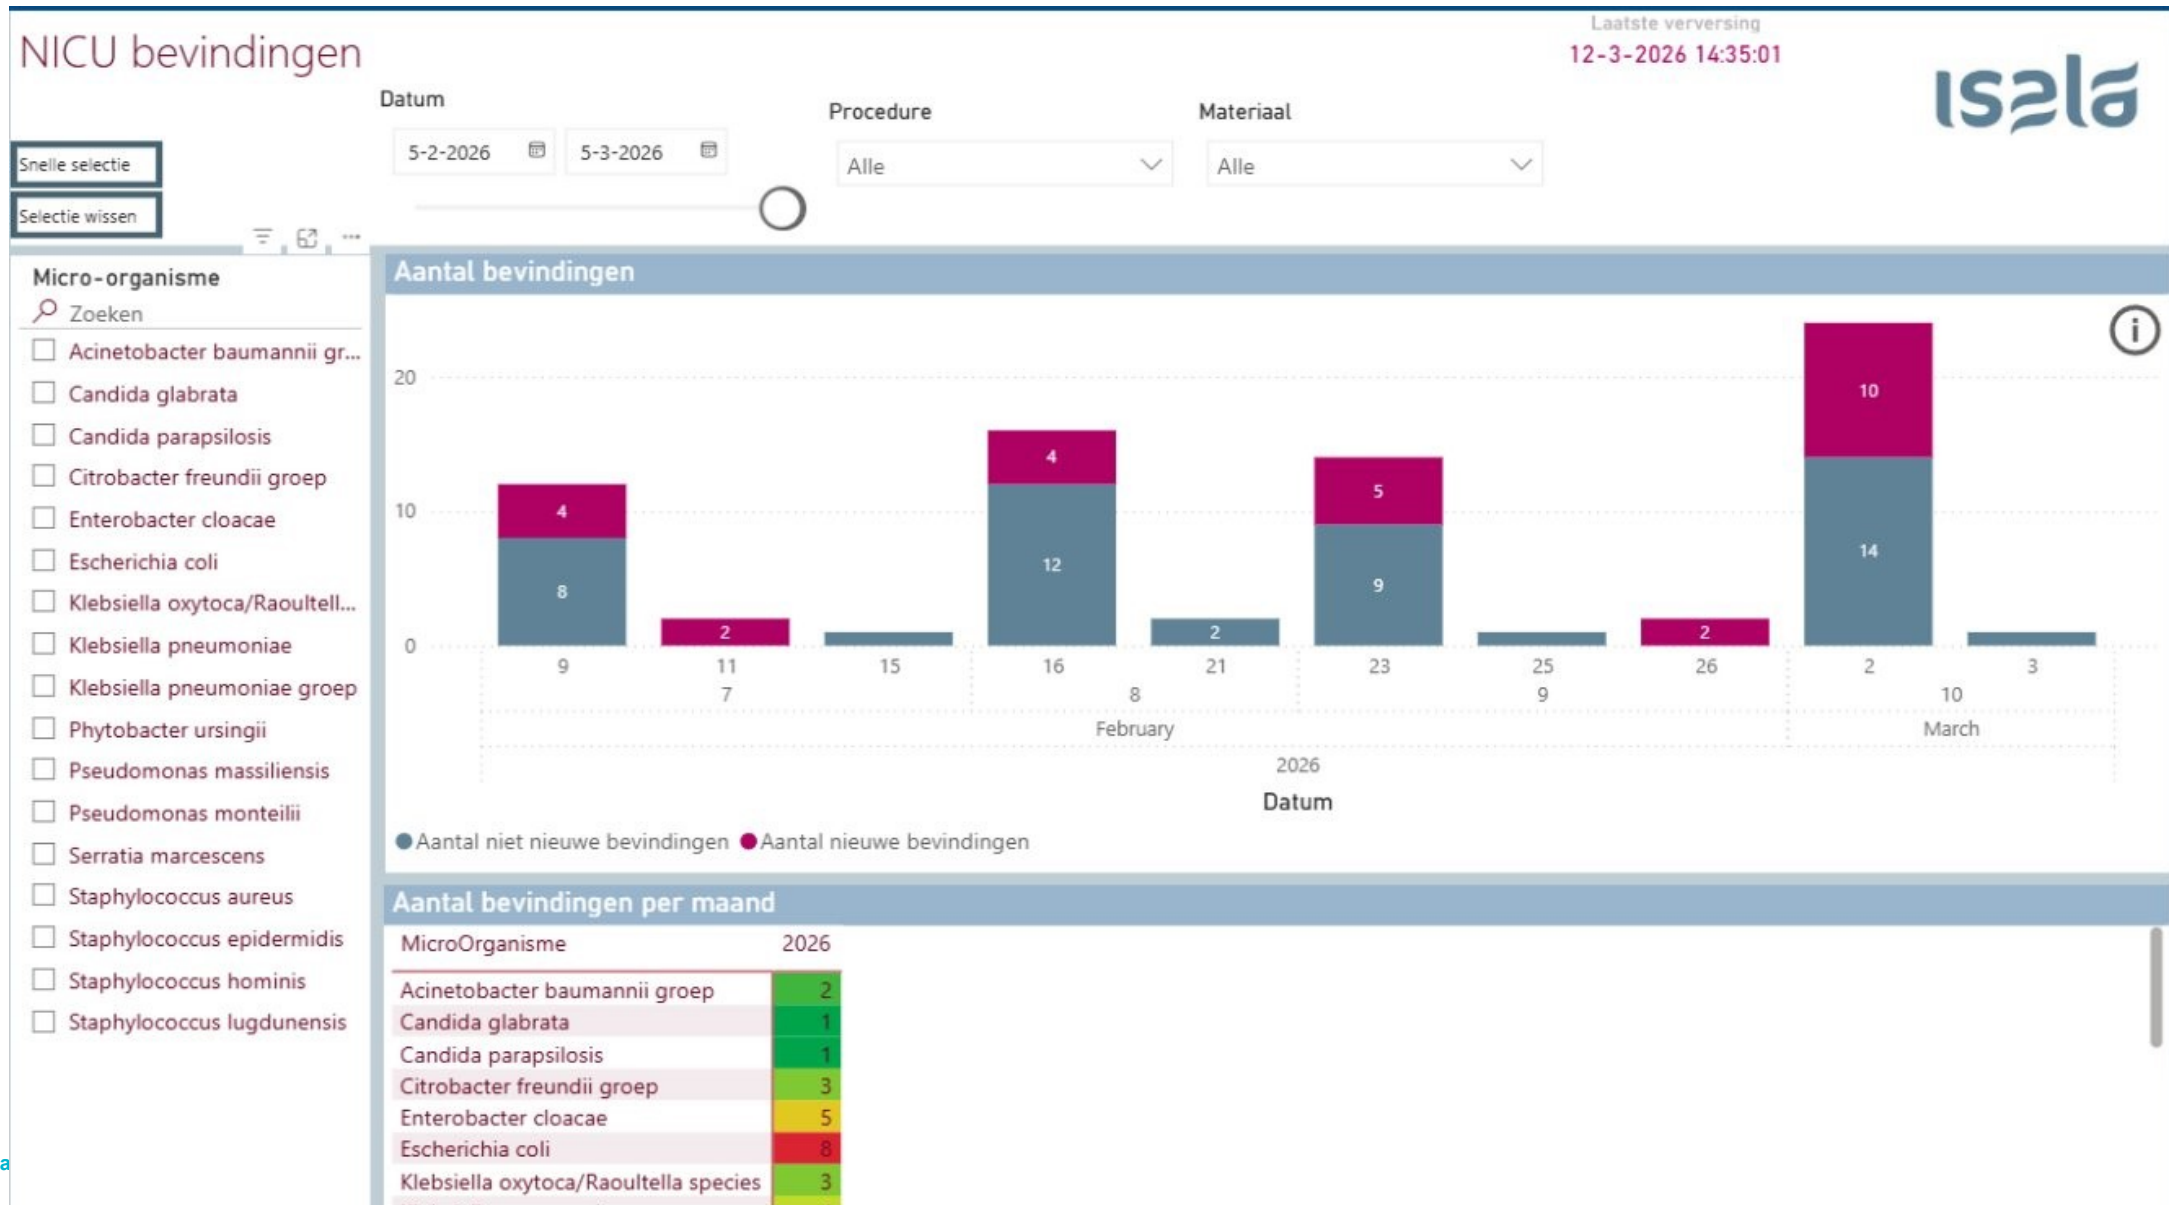 Laatste verversing
12-3-2026 14:35:01
NICU bevindingen
isala
Datum
5-2-2026
5-3-2026
Procedure
Alle
Materiaal
Alle
Snelle selectie
Selectie wissen
Micro-organisme
Zoeken
Acinetobacter baumannii gr...
Candida glabrata
Candida parapsilosis
Citrobacter freundii groep
Enterobacter cloacae
Escherichia coli
Klebsiella oxytoca/Raoultell...
Klebsiella pneumoniae
Klebsiella pneumoniae groep
Phytobacter ursingii
Pseudomonas massiliensis
Pseudomonas monteilii
Serratia marcescens
Staphylococcus aureus
Staphylococcus epidermidis
Staphylococcus hominis
Staphylococcus lugdunensis
Aantal bevindingen
i
20
10
0
4
8
2
4
12
2
5
9
2
10
14
9 11 15 16 21 23 25 26 2 3
7 8 9 10
February March
2026
Datum
Aantal niet nieuwe bevindingen Aantal nieuwe bevindingen
Aantal bevindingen per maand
MicroOrganisme 2026
Acinetobacter baumannii groep 2
Candida glabrata 1
Candida parapsilosis 1
Citrobacter freundii groep 3
Enterobacter cloacae 5
Escherichia coli 8
Klebsiella oxytoca/Raoultella species 3
a